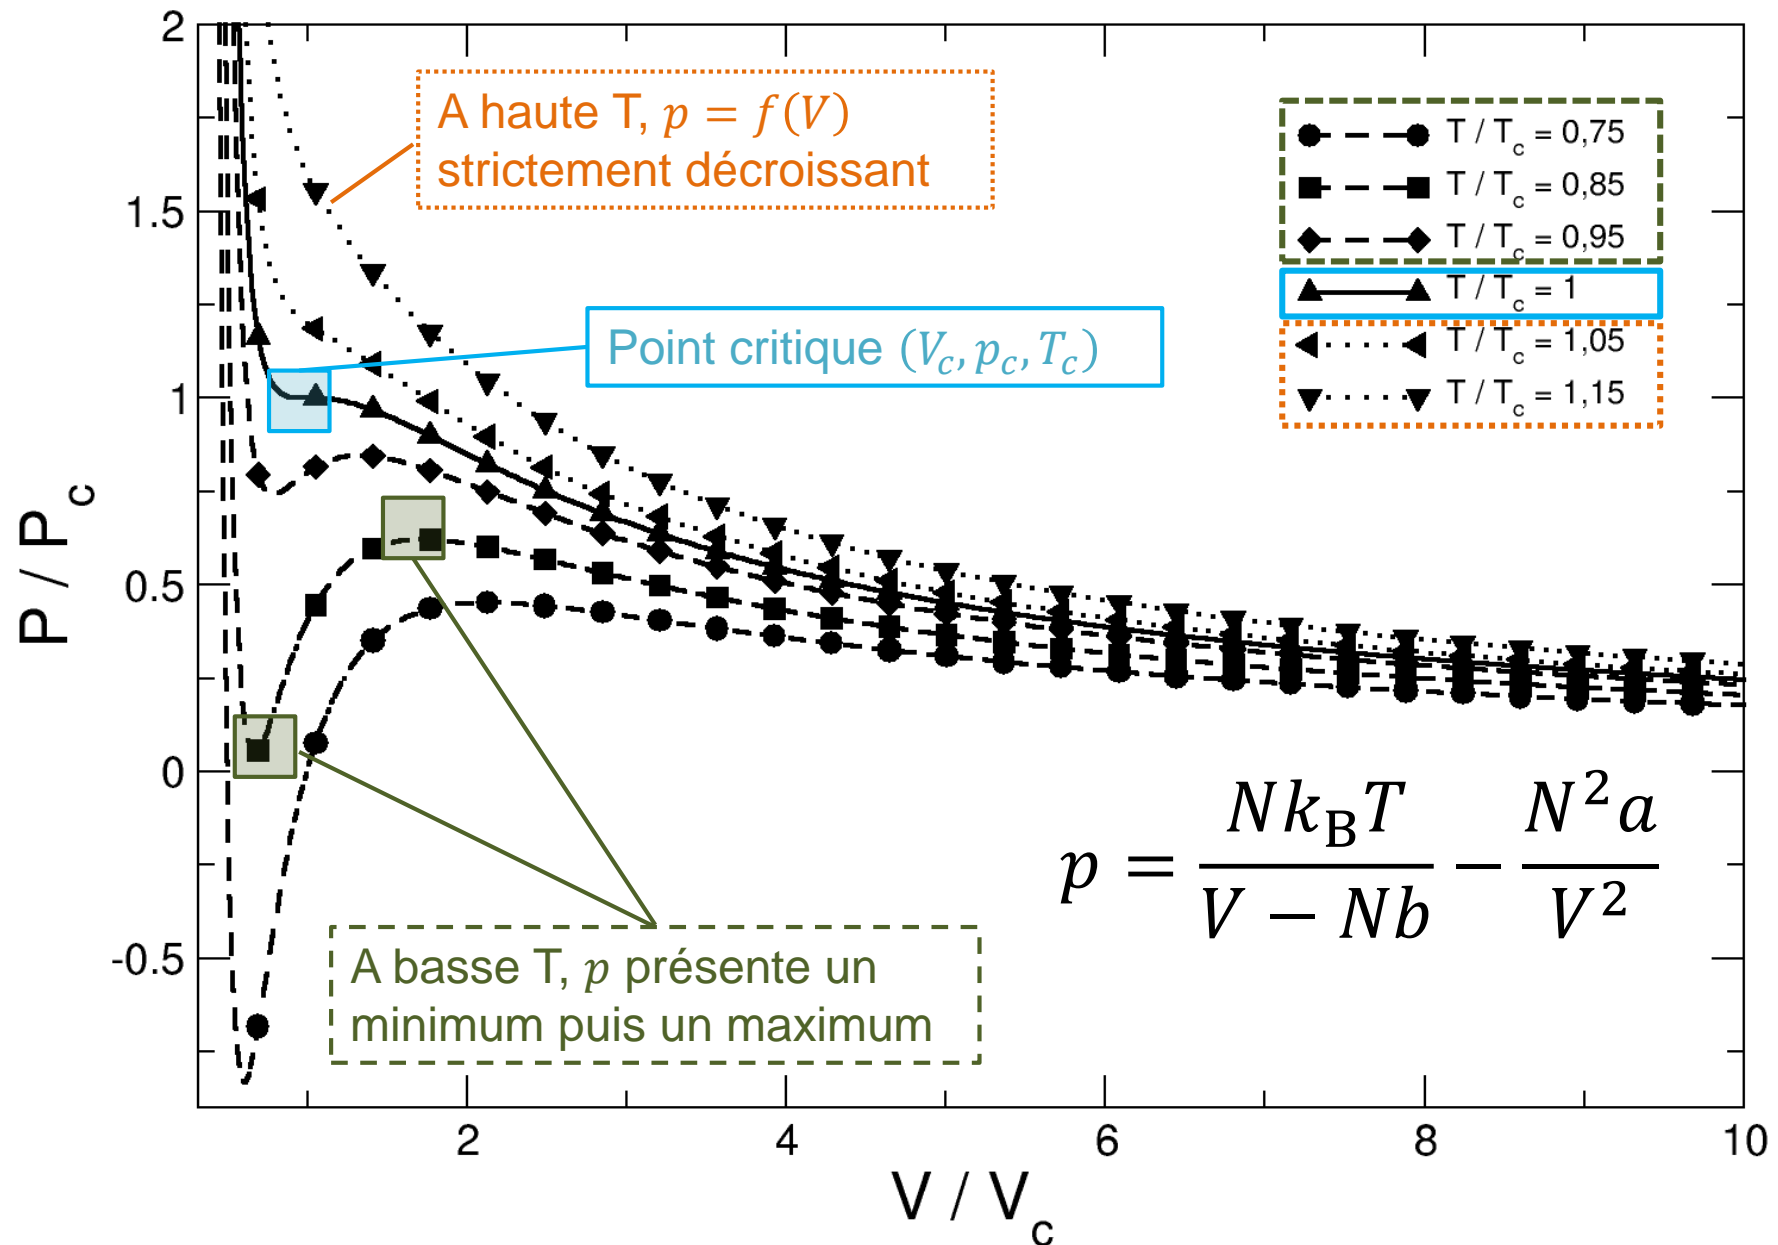 2
1.5
1
0.5
0
-0.5
P / P_c
2
4
6
8
10
V / V_c
A haute T, p = f(V)
strictement décroissant
T / T_c = 0,75
T / T_c = 0,85
T / T_c = 0,95
T / T_c = 1
T / T_c = 1,05
T / T_c = 1,15
Point critique (V_c, p_c, T_c)
p = Nk_BT / (V − Nb) − N²a / V²
A basse T, p présente un
minimum puis un maximum